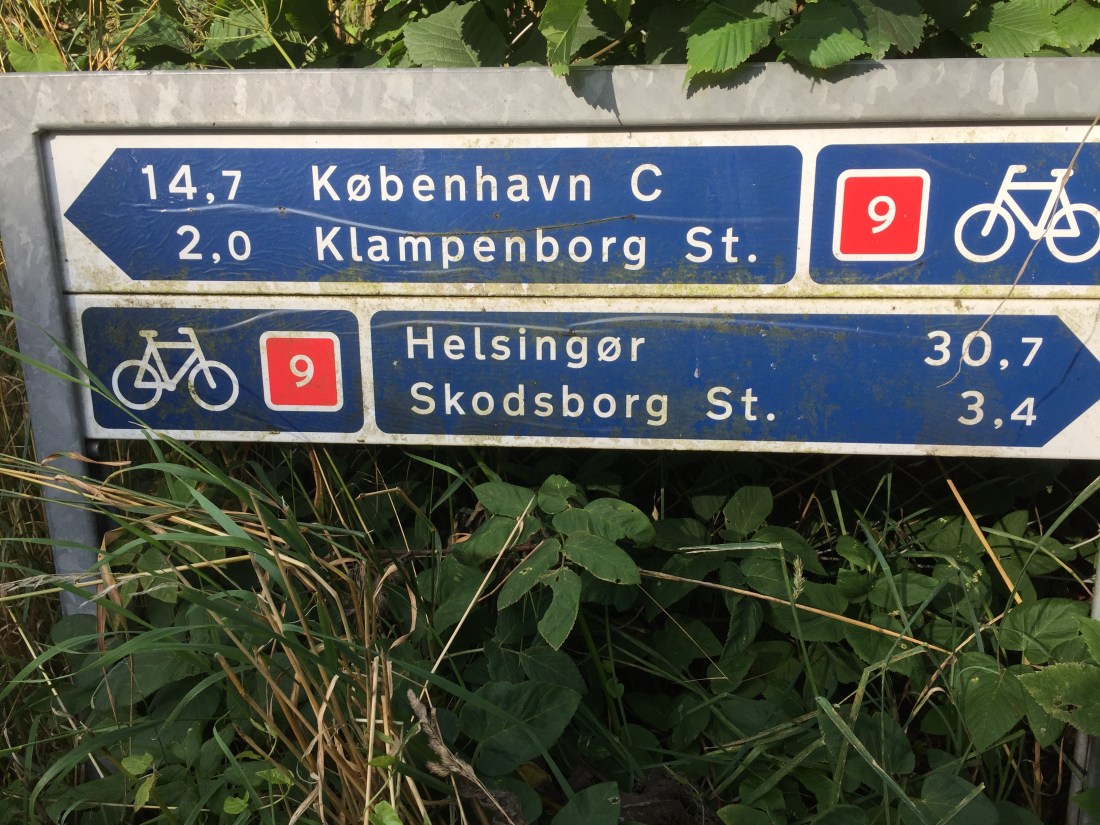 14,7 København C 9
2,0 Klampenborg St.
9 Helsingør 30,7
Skodsborg St. 3,4